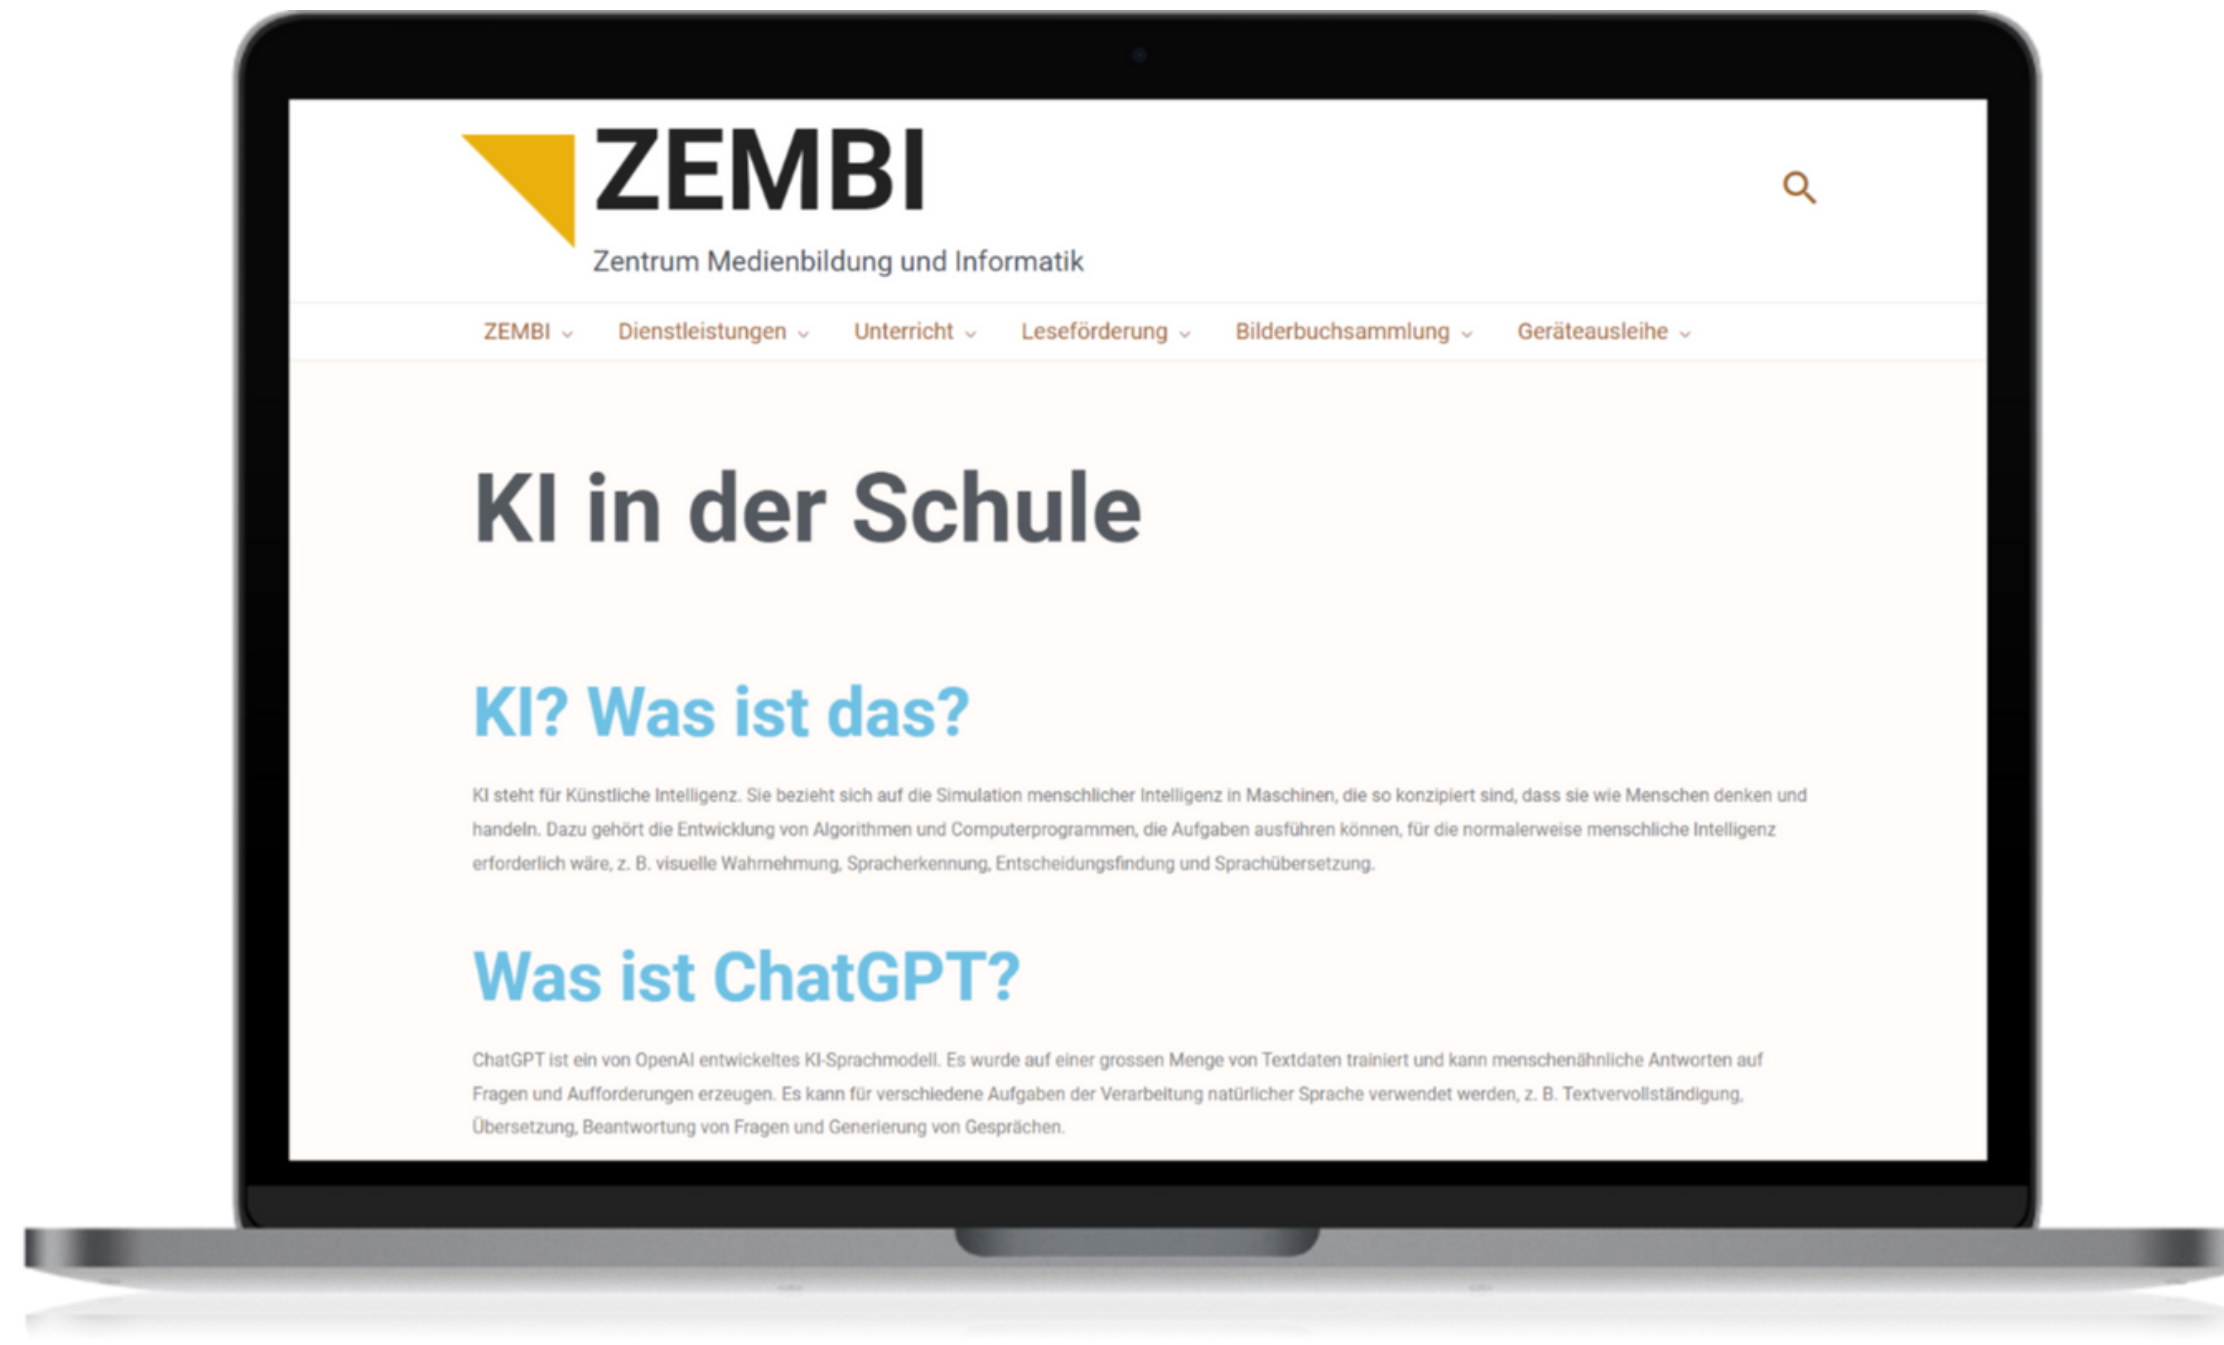 ZEMBI
Zentrum Medienbildung und Informatik
ZEMBI Dienstleistungen Unterricht Leseförderung Bilderbuchsammlung Geräteausleihe
KI in der Schule
KI? Was ist das?
KI steht für Künstliche Intelligenz. Sie bezieht sich auf die Simulation menschlicher Intelligenz in Maschinen, die so konzipiert sind, dass sie wie Menschen denken und
handeln. Dazu gehört die Entwicklung von Algorithmen und Computerprogrammen, die Aufgaben ausführen können, für die normalerweise menschliche Intelligenz
erforderlich wäre, z. B. visuelle Wahrnehmung, Spracherkennung, Entscheidungsfindung und Sprachübersetzung.
Was ist ChatGPT?
ChatGPT ist ein von OpenAI entwickeltes KI-Sprachmodell. Es wurde auf einer grossen Menge von Textdaten trainiert und kann menschenähnliche Antworten auf
Fragen und Aufforderungen erzeugen. Es kann für verschiedene Aufgaben der Verarbeitung natürlicher Sprache verwendet werden, z. B. Textvervollständigung,
Übersetzung, Beantwortung von Fragen und Generierung von Gesprächen.